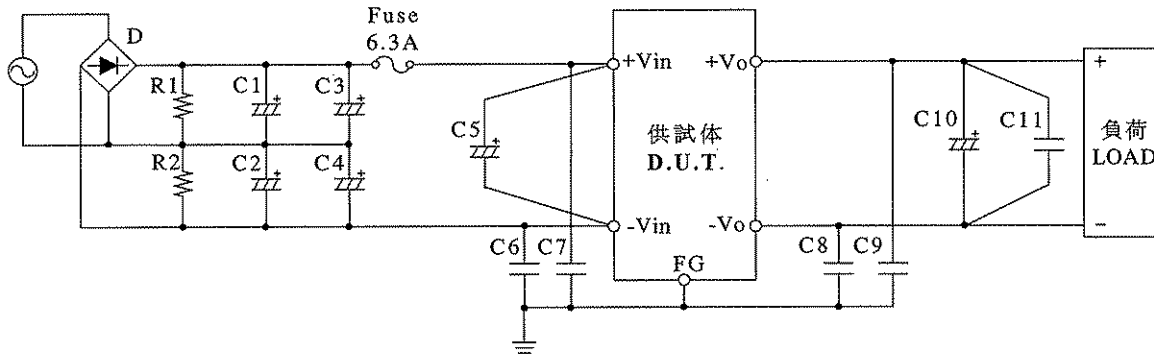 Fuse
6.3A
D
R1
C1
C3
R2
C2
C4
C5
C6
C7
+Vin
-Vin
供試体
D.U.T.
+Vo
-Vo
FG
C8
C9
C10
C11
+
負荷
LOAD
−